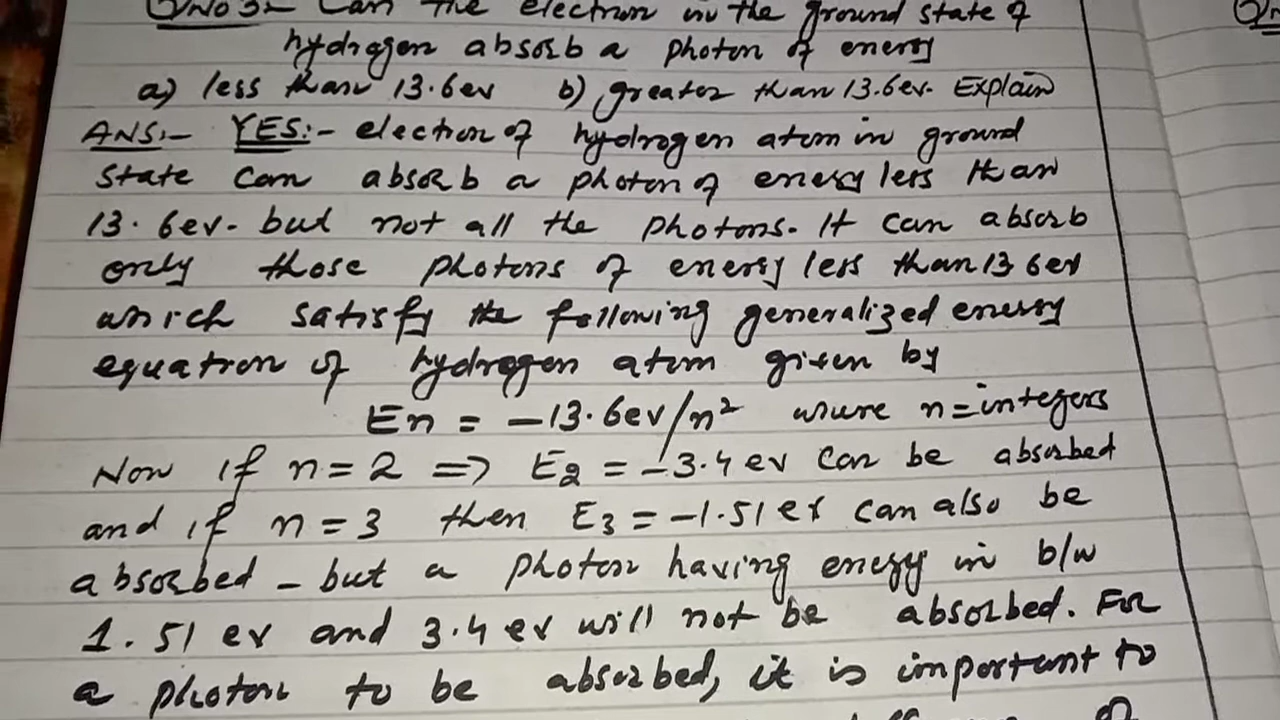 QNo3:- Can the electron in the ground state of
hydrogen absorb a photon of energy
a) less than 13.6ev b) greater than 13.6ev. Explain
ANS:- YES:- election of hydrogen atom in ground
state can absorb a photon of energy less than
13.6ev. but not all the photons. It can absorb
only those photons of energy less than 13 6ev
which satisfy the following generalized energy
equation of hydrogen atom given by
En = -13.6ev/n² where n=integers
Now if n=2 => E2 = -3.4 ev can be absorbed
and if n=3 then E3 = -1.51 ev can also be
absorbed - but a photon having energy in b/w
1.51 ev and 3.4 ev will not be absorbed. For
a photon to be absorbed, it is important to